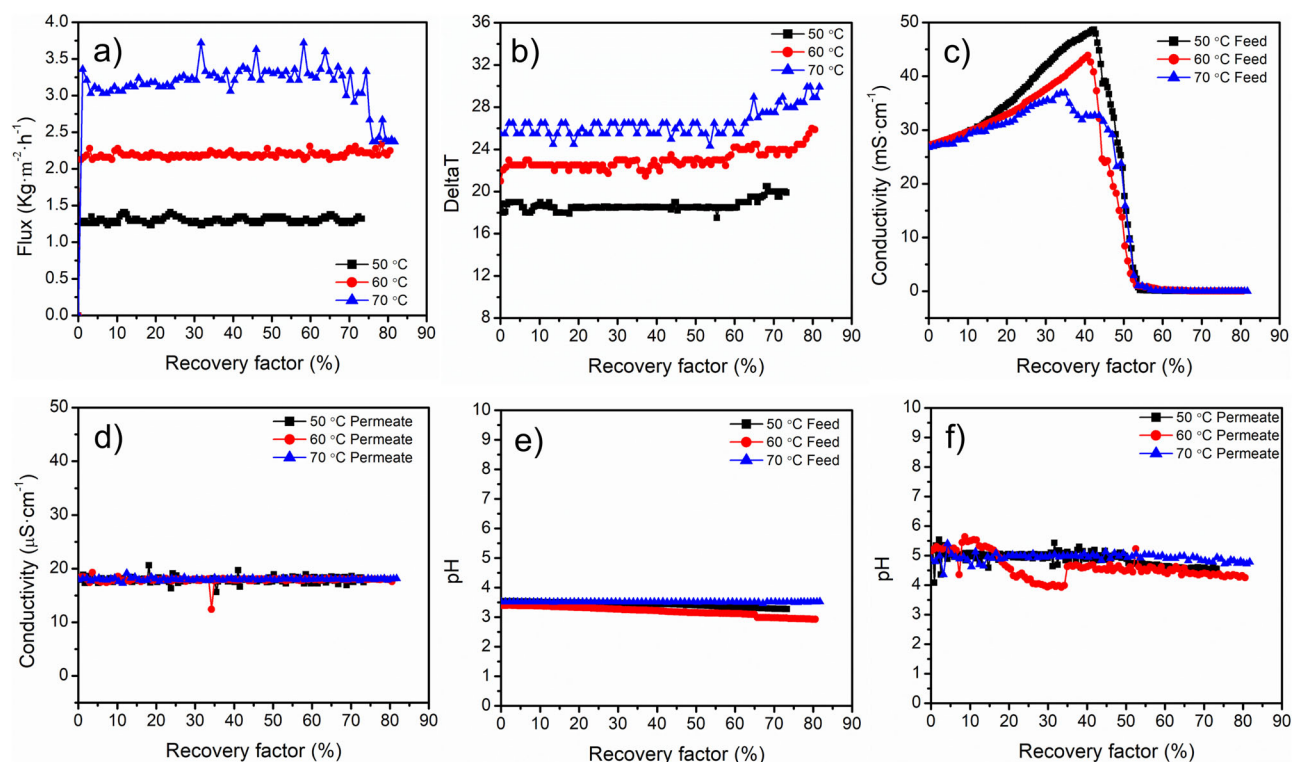 a)
Flux (Kg·m⁻²·h⁻¹)
4.0
3.5
3.0
2.5
2.0
1.5
1.0
0.5
0.0
50 °C
60 °C
70 °C
0 10 20 30 40 50 60 70 80 90
Recovery factor (%)
b)
DeltaT
36
32
28
24
20
16
12
8
50 °C
60 °C
70 °C
0 10 20 30 40 50 60 70 80 90
Recovery factor (%)
c)
Conductivity (mS·cm⁻¹)
50
40
30
20
10
0
50 °C Feed
60 °C Feed
70 °C Feed
0 10 20 30 40 50 60 70 80 90
Recovery factor (%)
d)
Conductivity (μS·cm⁻¹)
50
40
30
20
10
0
50 °C Permeate
60 °C Permeate
70 °C Permeate
0 10 20 30 40 50 60 70 80 90
Recovery factor (%)
e)
pH
10
9
8
7
6
5
4
3
2
1
0
50 °C Feed
60 °C Feed
70 °C Feed
0 10 20 30 40 50 60 70 80 90
Recovery factor (%)
f)
pH
10
9
8
7
6
5
4
3
2
1
0
50 °C Permeate
60 °C Permeate
70 °C Permeate
0 10 20 30 40 50 60 70 80 90
Recovery factor (%)